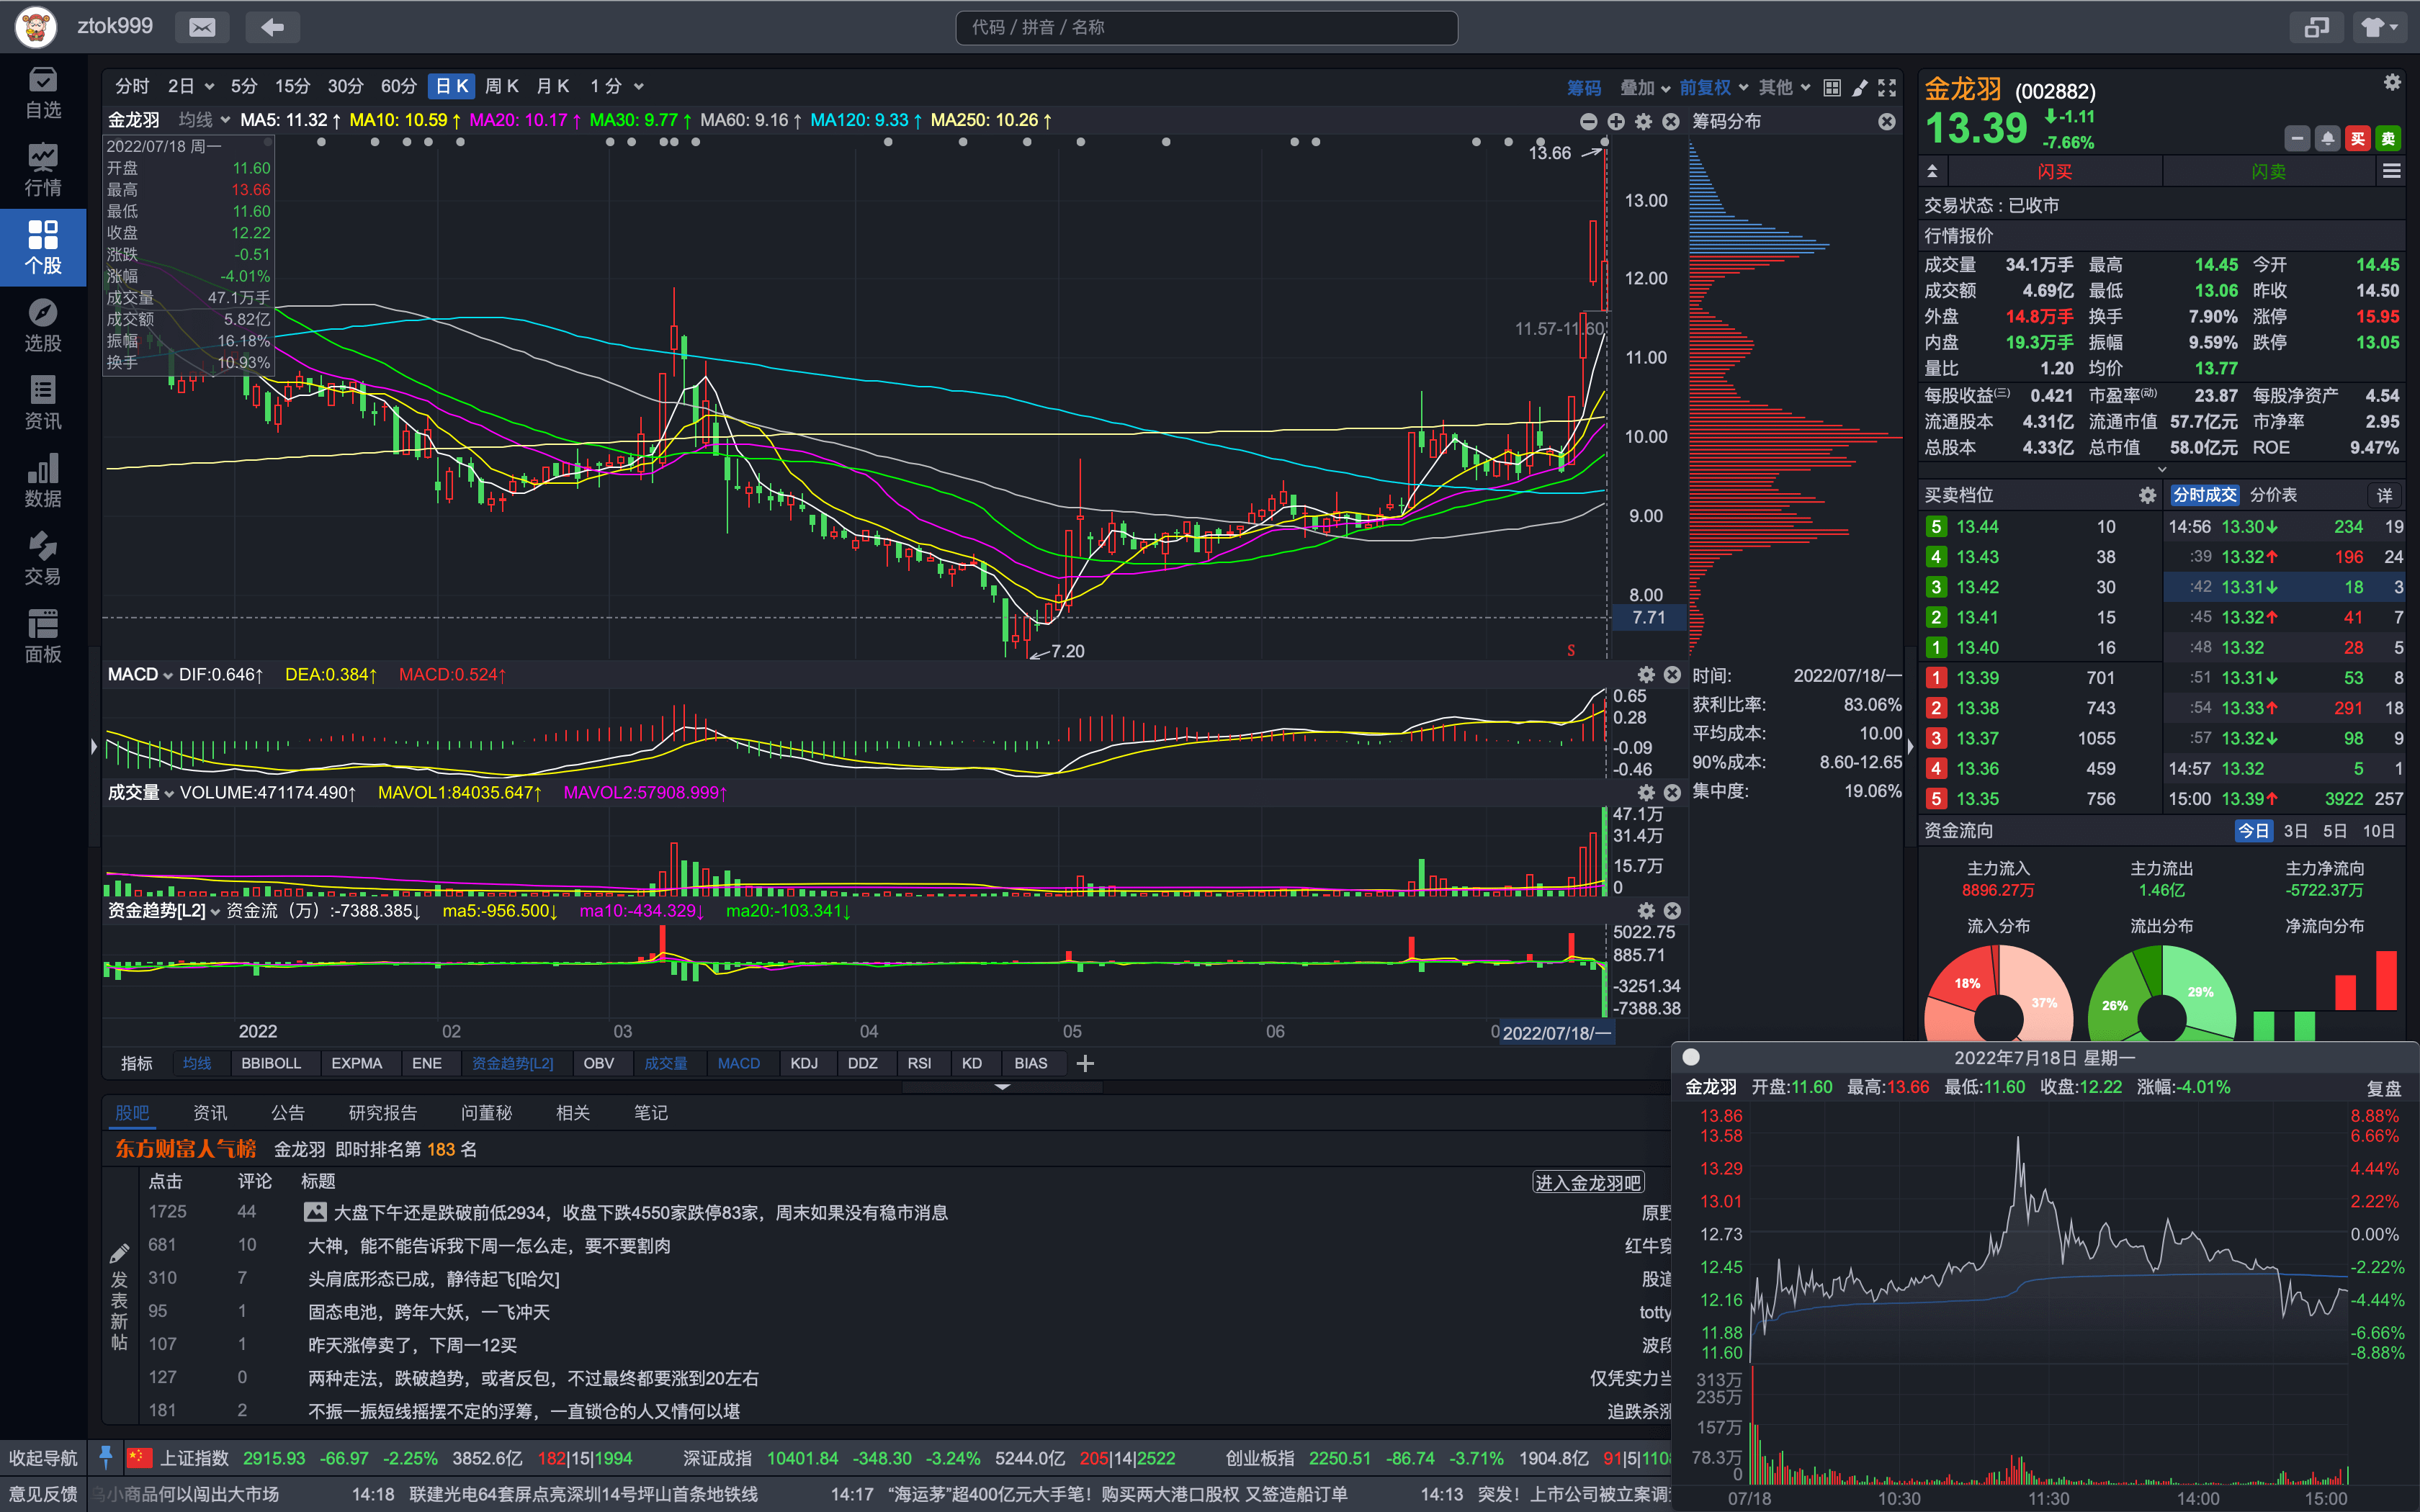 ztok999
代码 / 拼音 / 名称
自选
行情
个股
选股
资讯
数据
交易
面板
收起导航
意见反馈
分时 2日 5分 15分 30分 60分 日K 周K 月K 1分 筹码 叠加 前复权 其他
金龙羽 均线 MA5: 11.32↑ MA10: 10.59↑ MA20: 10.17↑ MA30: 9.77↑ MA60: 9.16↑ MA120: 9.33↑ MA250: 10.26↑
筹码分布
2022/07/18 周一
开盘 11.60
最高 13.66
最低 11.60
收盘 12.22
涨跌 -0.51
涨幅 -4.01%
成交量 47.1万手
成交额 5.82亿
振幅 16.18%
换手 10.93%
13.66
13.00
12.00
11.57-11.60
11.00
10.00
9.00
8.00
7.71
7.20
S
MACD DIF:0.646↑ DEA:0.384↑ MACD:0.524↑
0.65
0.28
-0.09
-0.46
成交量 VOLUME:471174.490↑ MAVOL1:84035.647↑ MAVOL2:57908.999↑
47.1万
31.4万
15.7万
0
资金趋势[L2] 资金流（万）:-7388.385↓ ma5:-956.500↓ ma10:-434.329↓ ma20:-103.341↓
5022.75
885.71
-3251.34
-7388.38
2022 02 03 04 05 06 0 2022/07/18/一
时间: 2022/07/18/一
获利比率: 83.06%
平均成本: 10.00
90%成本: 8.60-12.65
集中度: 19.06%
指标 均线 BBIBOLL EXPMA ENE 资金趋势[L2] OBV 成交量 MACD KDJ DDZ RSI KD BIAS
股吧 资讯 公告 研究报告 问董秘 相关 笔记
东方财富人气榜 金龙羽 即时排名第 183 名
点击 评论 标题 进入金龙羽吧
1725 44 大盘下午还是跌破前低2934，收盘下跌4550家跌停83家，周末如果没有稳市消息 原野
681 10 大神，能不能告诉我下周一怎么走，要不要割肉 红牛穿
310 7 头肩底形态已成，静待起飞[哈欠] 股道
95 1 固态电池，跨年大妖，一飞冲天 totty
107 1 昨天涨停卖了，下周一12买 波段
127 0 两种走法，跌破趋势，或者反包，不过最终都要涨到20左右 仅凭实力当
181 2 不振一振短线摇摆不定的浮筹，一直锁仓的人又情何以堪 追跌杀涨
发表新帖
金龙羽 (002882)
13.39 -1.11
-7.66%
买 卖
闪买 闪卖
交易状态：已收市
行情报价
成交量 34.1万手 最高 14.45 今开 14.45
成交额 4.69亿 最低 13.06 昨收 14.50
外盘 14.8万手 换手 7.90% 涨停 15.95
内盘 19.3万手 振幅 9.59% 跌停 13.05
量比 1.20 均价 13.77
每股收益(三) 0.421 市盈率(动) 23.87 每股净资产 4.54
流通股本 4.31亿 流通市值 57.7亿元 市净率 2.95
总股本 4.33亿 总市值 58.0亿元 ROE 9.47%
买卖档位 分时成交 分价表 详
5 13.44 10 14:56 13.30↓ 234 19
4 13.43 38 :39 13.32↑ 196 24
3 13.42 30 :42 13.31↓ 18 3
2 13.41 15 :45 13.32↑ 41 7
1 13.40 16 :48 13.32 28 5
1 13.39 701 :51 13.31↓ 53 8
2 13.38 743 :54 13.33↑ 291 18
3 13.37 1055 :57 13.32↓ 98 9
4 13.36 459 14:57 13.32 5 1
5 13.35 756 15:00 13.39↑ 3922 257
资金流向 今日 3日 5日 10日
主力流入 主力流出 主力净流向
8896.27万 1.46亿 -5722.37万
流入分布 流出分布 净流向分布
18% 37% 26% 29%
2022年7月18日 星期一
金龙羽 开盘:11.60 最高:13.66 最低:11.60 收盘:12.22 涨幅:-4.01% 复盘
13.86 8.88%
13.58 6.66%
13.29 4.44%
13.01 2.22%
12.73 0.00%
12.45 -2.22%
12.16 -4.44%
11.88 -6.66%
11.60 -8.88%
313万
235万
157万
78.3万
0
07/18 10:30 11:30 14:00 15:00
上证指数 2915.93 -66.97 -2.25% 3852.6亿 182|15|1994 深证成指 10401.84 -348.30 -3.24% 5244.0亿 205|14|2522 创业板指 2250.51 -86.74 -3.71% 1904.8亿 91|5|1108
小商品何以闯出大市场 14:18 联建光电64套屏点亮深圳14号坪山首条地铁线 14:17 “海运茅”超400亿元大手笔！购买两大港口股权 又签造船订单 14:13 突发！上市公司被立案调